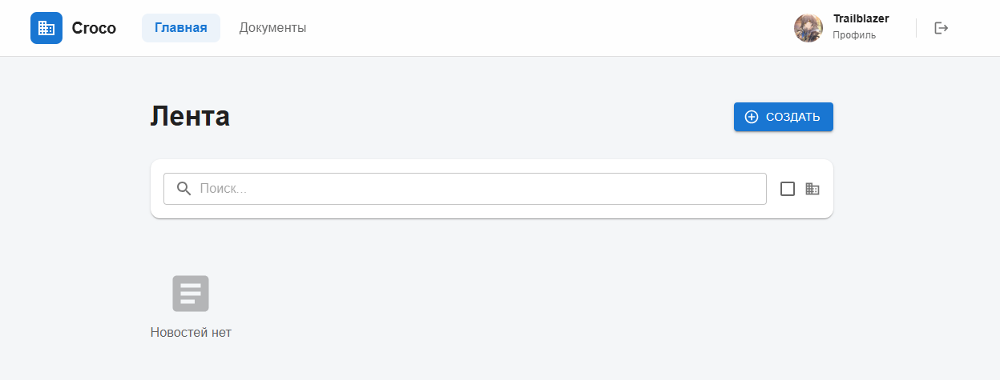 Croco
Главная
Документы
Trailblazer
Профиль
Лента
СОЗДАТЬ
Поиск...
Новостей нет